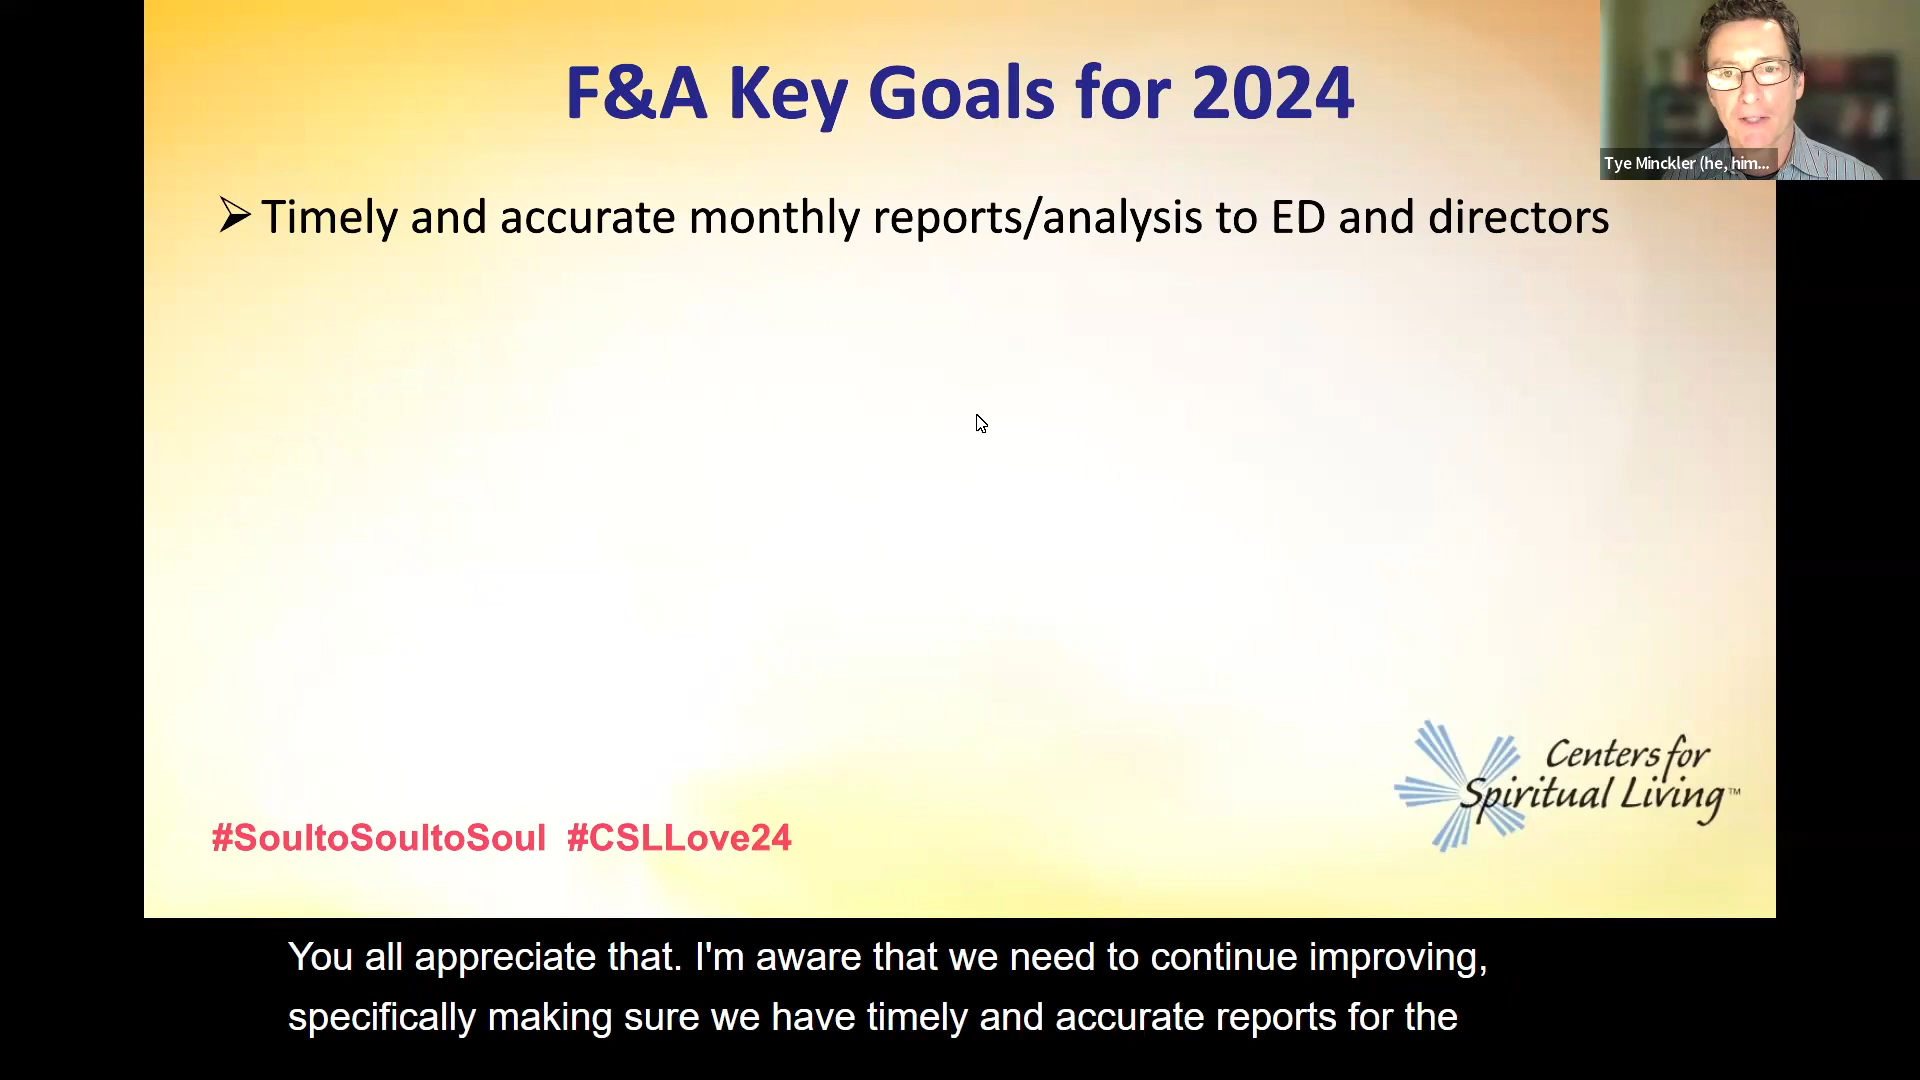 F&A Key Goals for 2024
Tye Minckler (he, him...
➢ Timely and accurate monthly reports/analysis to ED and directors
Centers for
Spiritual Living™
#SoultoSoultoSoul #CSLLove24
You all appreciate that. I'm aware that we need to continue improving,
specifically making sure we have timely and accurate reports for the